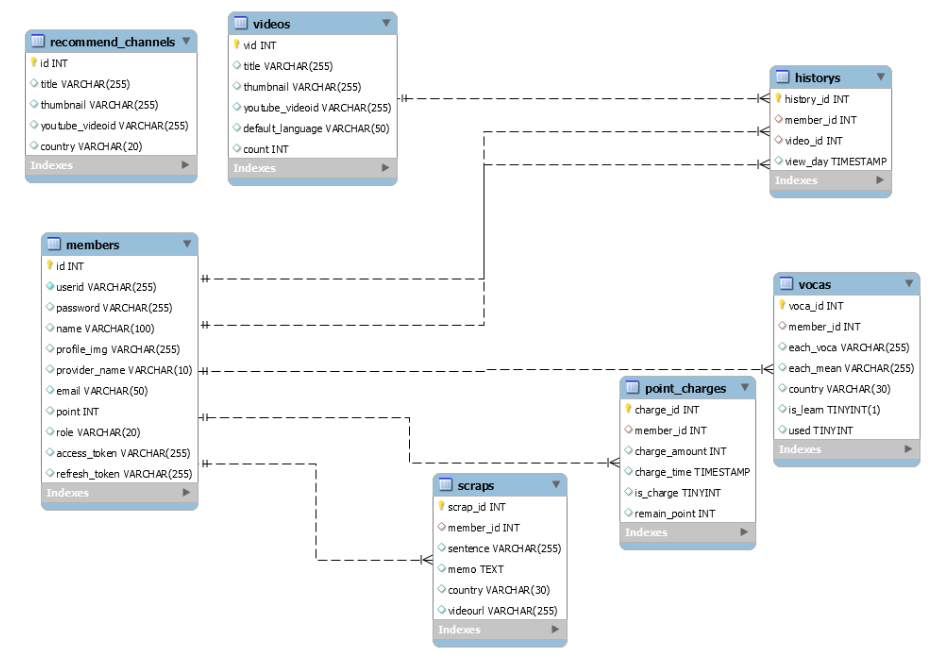 recommend_channels
id INT
title VARCHAR(255)
thumbnail VARCHAR(255)
youtube_videoid VARCHAR(255)
country VARCHAR(20)
Indexes
videos
vid INT
title VARCHAR(255)
thumbnail VARCHAR(255)
youtube_videoid VARCHAR(255)
default_language VARCHAR(50)
count INT
Indexes
historys
history_id INT
member_id INT
video_id INT
view_day TIMESTAMP
Indexes
members
id INT
userid VARCHAR(255)
password VARCHAR(255)
name VARCHAR(100)
profile_img VARCHAR(255)
provider_name VARCHAR(10)
email VARCHAR(50)
point INT
role VARCHAR(20)
access_token VARCHAR(255)
refresh_token VARCHAR(255)
Indexes
vocas
voca_id INT
member_id INT
each_voca VARCHAR(255)
each_mean VARCHAR(255)
country VARCHAR(30)
is_learn TINYINT(1)
used TINYINT
Indexes
point_charges
charge_id INT
member_id INT
charge_amount INT
charge_time TIMESTAMP
is_charge TINYINT
remain_point INT
Indexes
scraps
scrap_id INT
member_id INT
sentence VARCHAR(255)
memo TEXT
country VARCHAR(30)
videourl VARCHAR(255)
Indexes